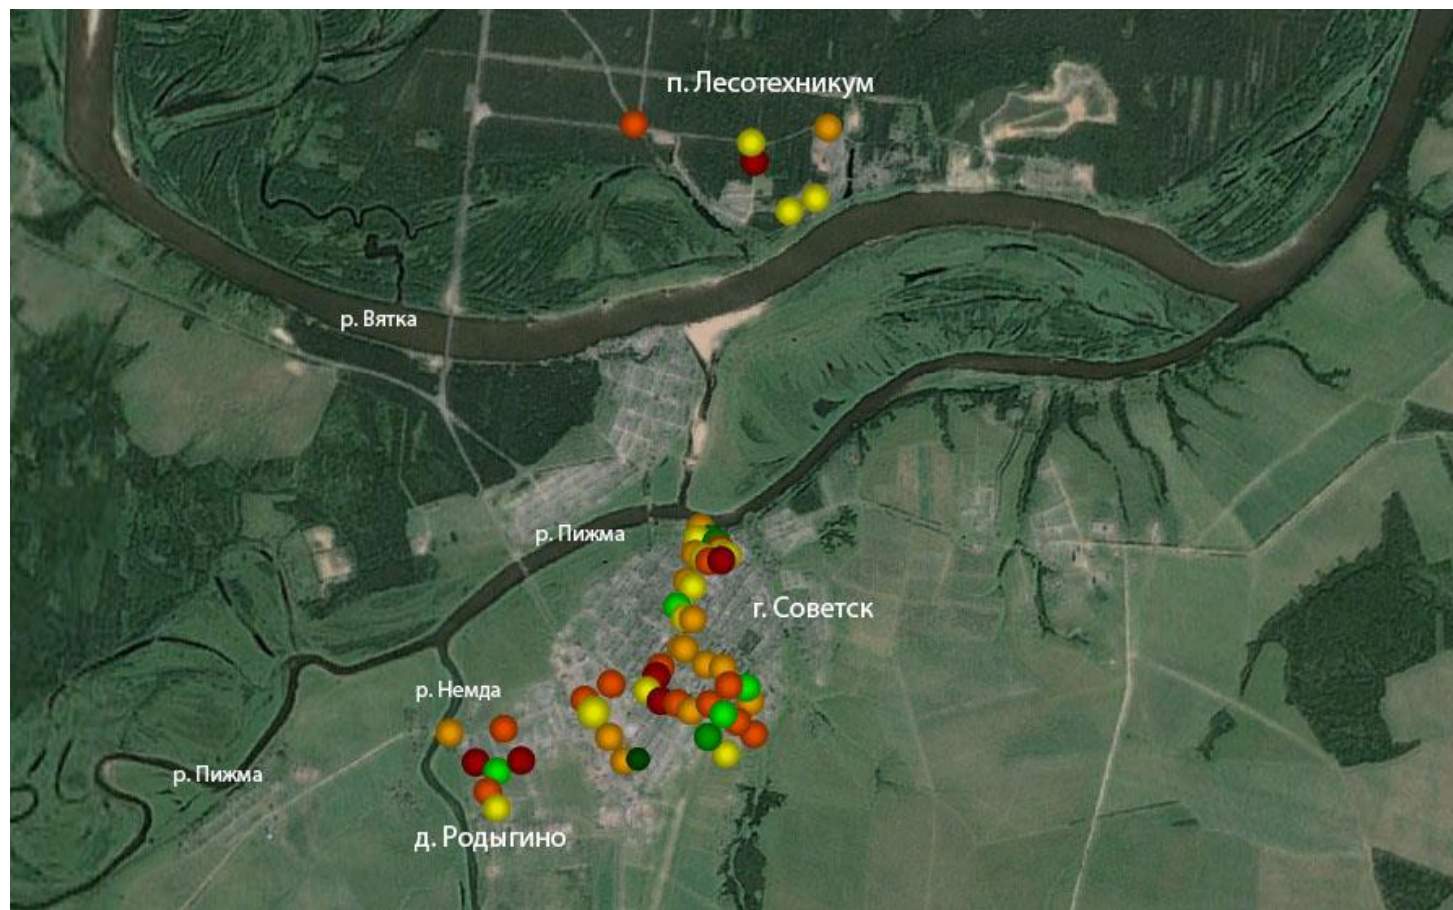 п. Лесотехникум
р. Вятка
р. Пижма
г. Советск
р. Немда
р. Пижма
д. Родыгино